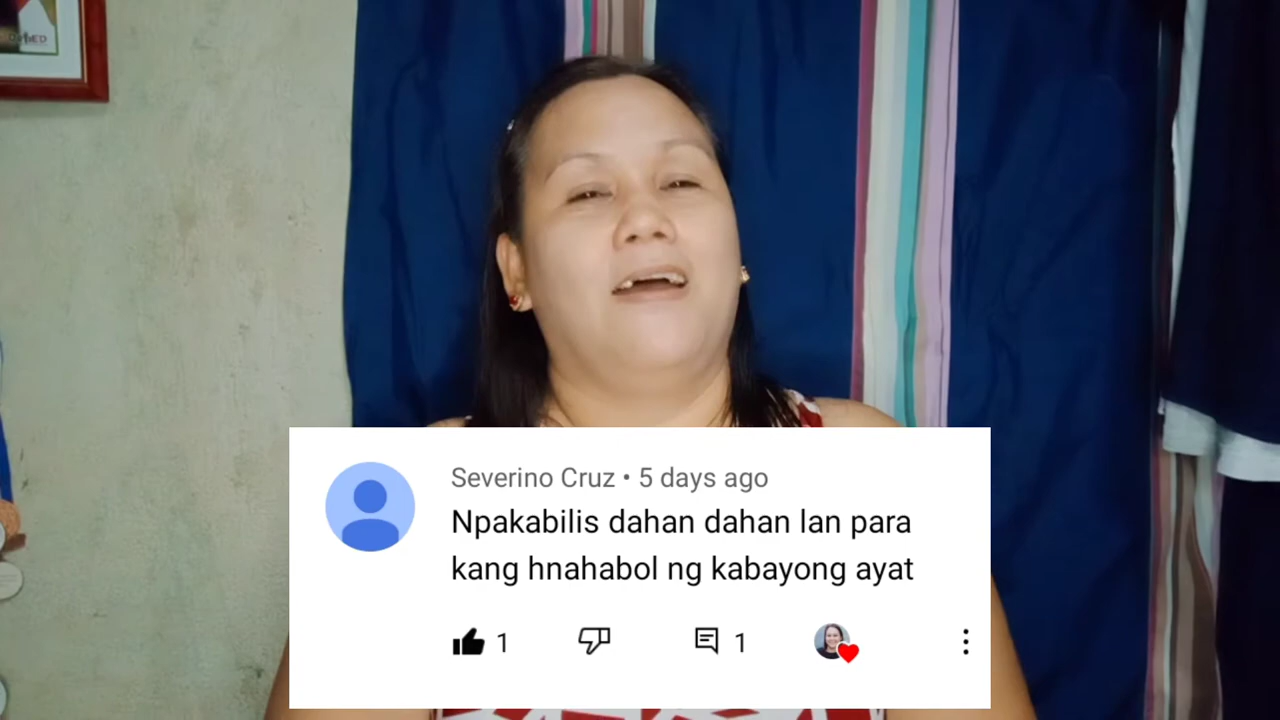 Severino Cruz • 5 days ago
Npakabilis dahan dahan lan para
kang hnahabol ng kabayong ayat
1
1